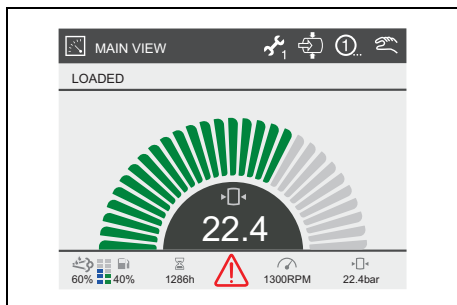 MAIN VIEW
1
1...
LOADED
22.4
60%
40%
1286h
1300RPM
22.4bar